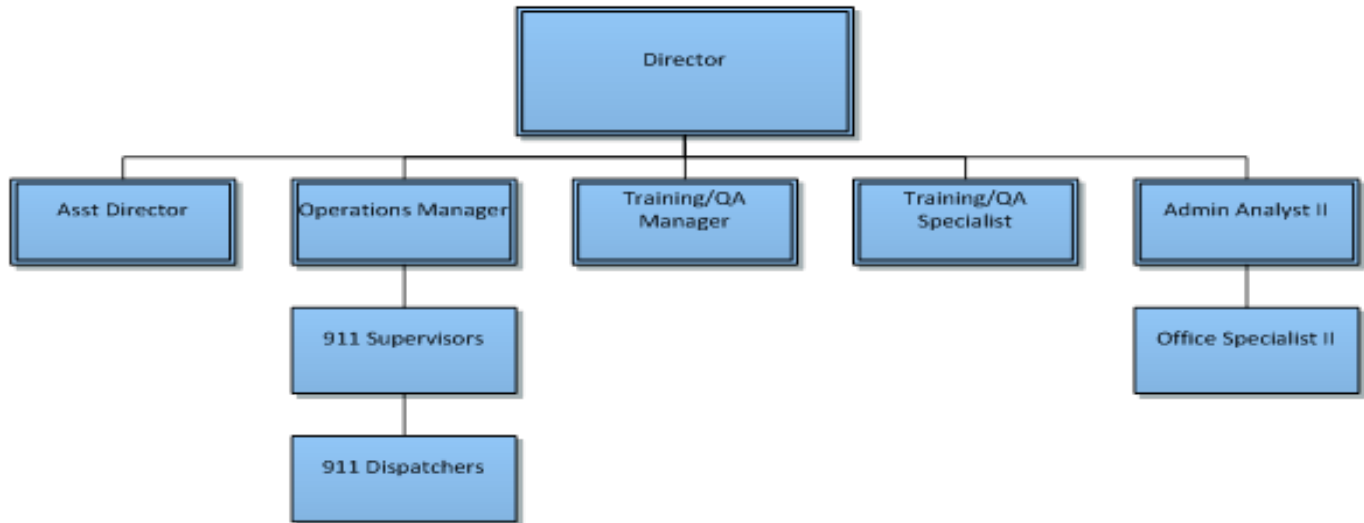 Director
Asst Director
Operations Manager
Training/QA
Manager
Training/QA
Specialist
Admin Analyst II
911 Supervisors
Office Specialist II
911 Dispatchers